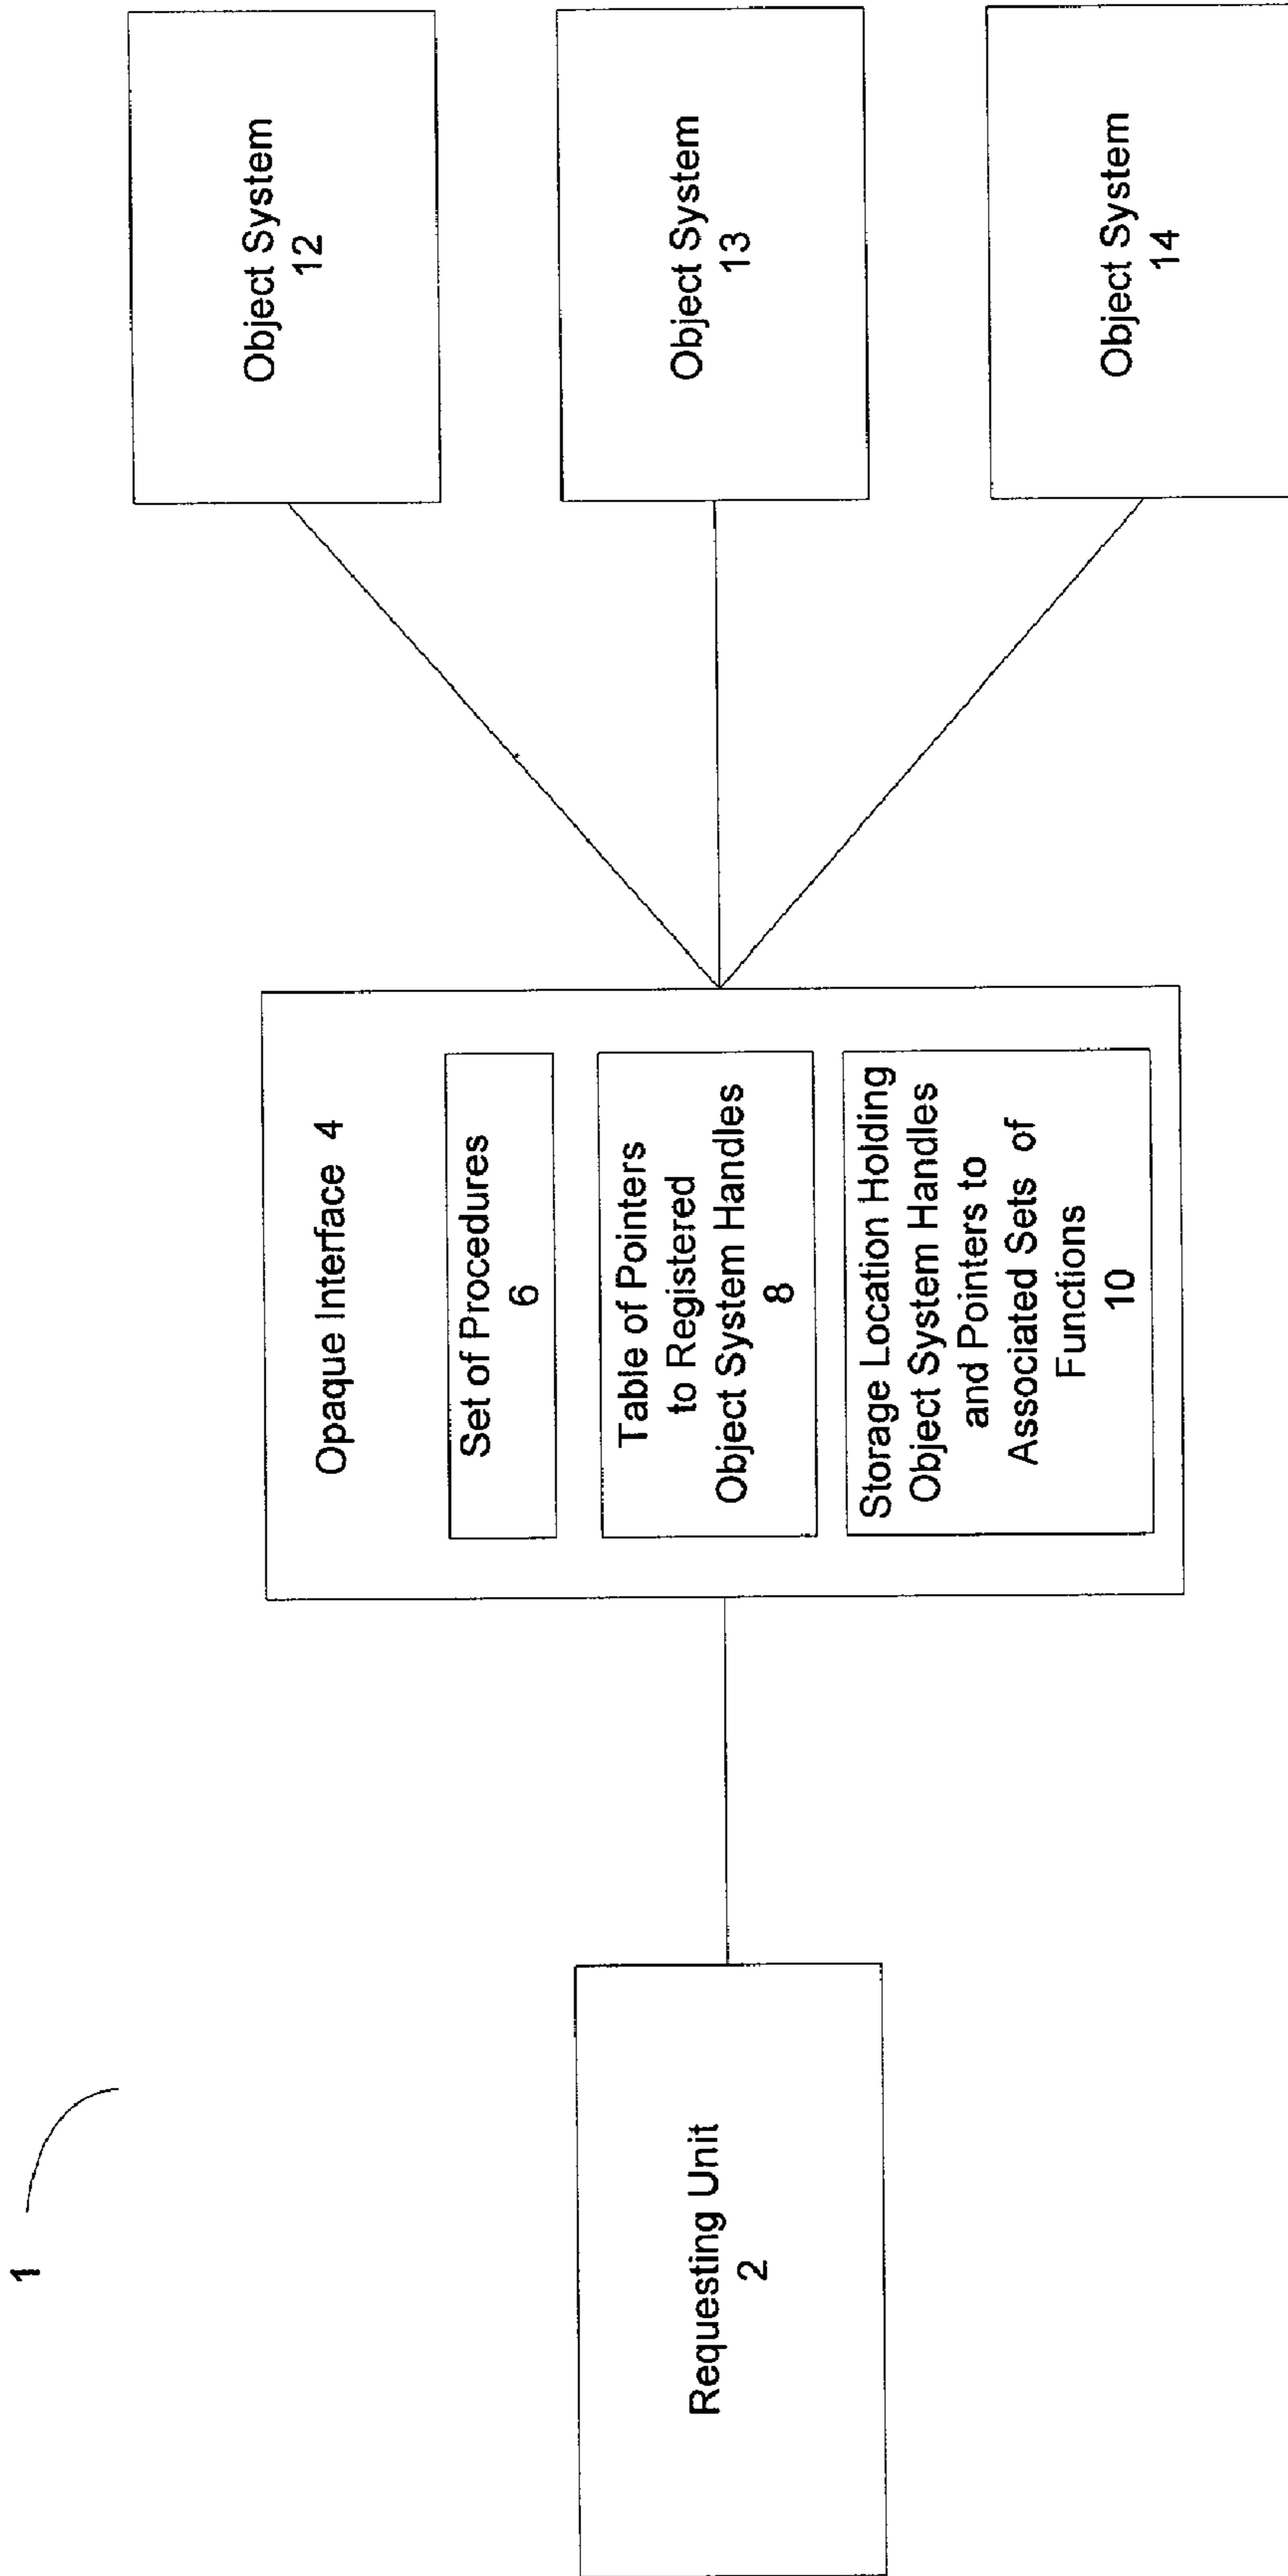 1
Requesting Unit
2
Opaque Interface 4
Set of Procedures
6
Table of Pointers
to Registered
Object System Handles
8
Storage Location Holding
Object System Handles
and Pointers to
Associated Sets of
Functions
10
Object System
12
Object System
13
Object System
14